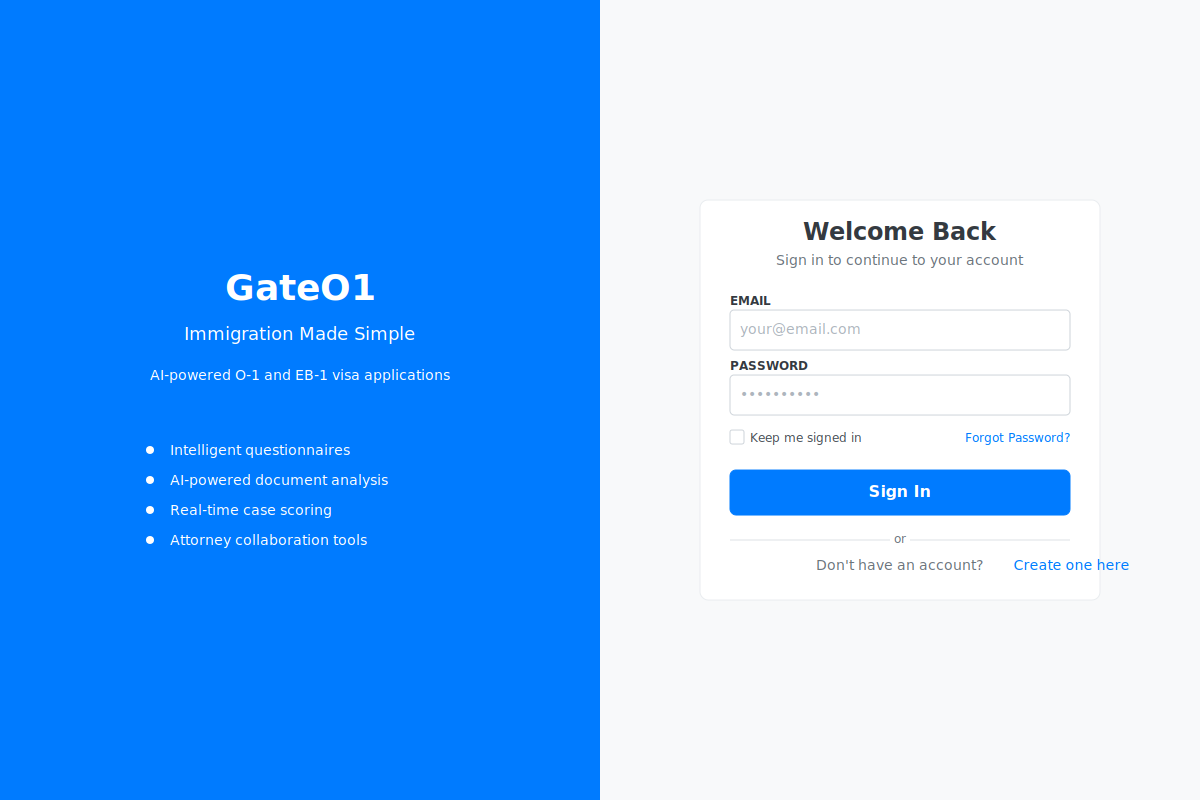 GateO1
Immigration Made Simple
AI-powered O-1 and EB-1 visa applications
Intelligent questionnaires
AI-powered document analysis
Real-time case scoring
Attorney collaboration tools
Welcome Back
Sign in to continue to your account
EMAIL
your@email.com
PASSWORD
••••••••••
Keep me signed in Forgot Password?
Sign In
or
Don't have an account? Create one here